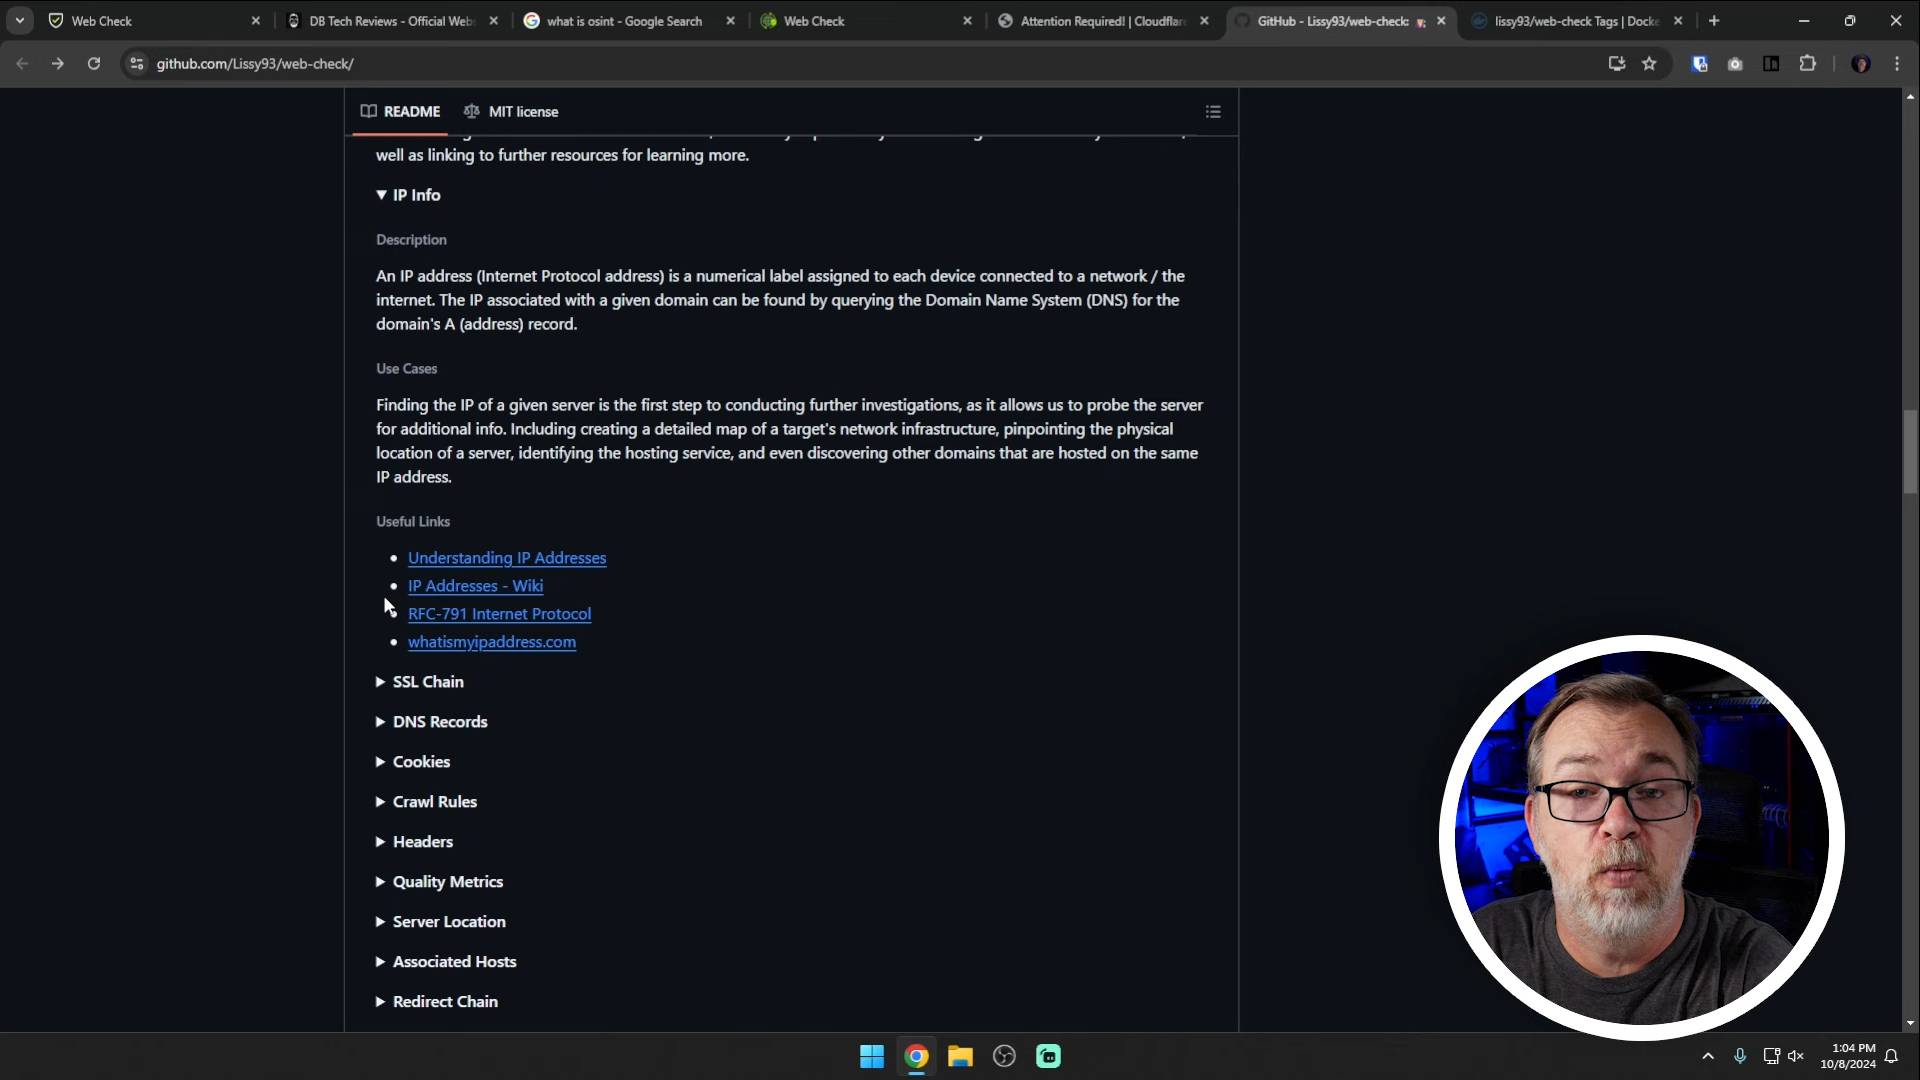 Web Check
DB Tech Reviews - Official Web
what is osint - Google Search
Web Check
Attention Required! | Cloudflar
GitHub - Lissy93/web-check:
lissy93/web-check Tags | Docke
github.com/Lissy93/web-check/
README
MIT license
well as linking to further resources for learning more.
▼ IP Info
Description
An IP address (Internet Protocol address) is a numerical label assigned to each device connected to a network / the
internet. The IP associated with a given domain can be found by querying the Domain Name System (DNS) for the
domain's A (address) record.
Use Cases
Finding the IP of a given server is the first step to conducting further investigations, as it allows us to probe the server
for additional info. Including creating a detailed map of a target's network infrastructure, pinpointing the physical
location of a server, identifying the hosting service, and even discovering other domains that are hosted on the same
IP address.
Useful Links
• Understanding IP Addresses
• IP Addresses - Wiki
• RFC-791 Internet Protocol
• whatismyipaddress.com
▶ SSL Chain
▶ DNS Records
▶ Cookies
▶ Crawl Rules
▶ Headers
▶ Quality Metrics
▶ Server Location
▶ Associated Hosts
▶ Redirect Chain
1:04 PM
10/8/2024